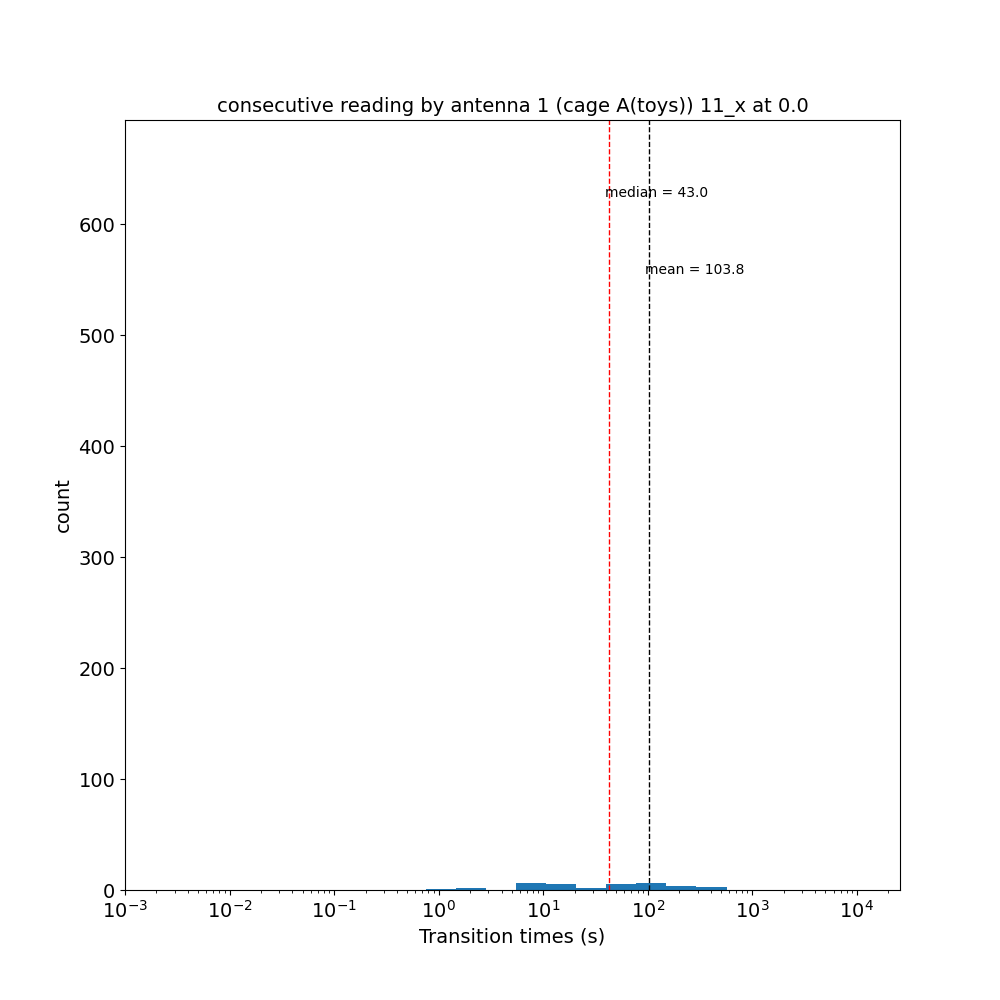 consecutive reading by antenna 1 (cage A(toys)) 11_x at 0.0
median = 43.0
mean = 103.8
600
500
400
300
200
100
0
count
10⁻³ 10⁻² 10⁻¹ 10⁰ 10¹ 10² 10³ 10⁴
Transition times (s)